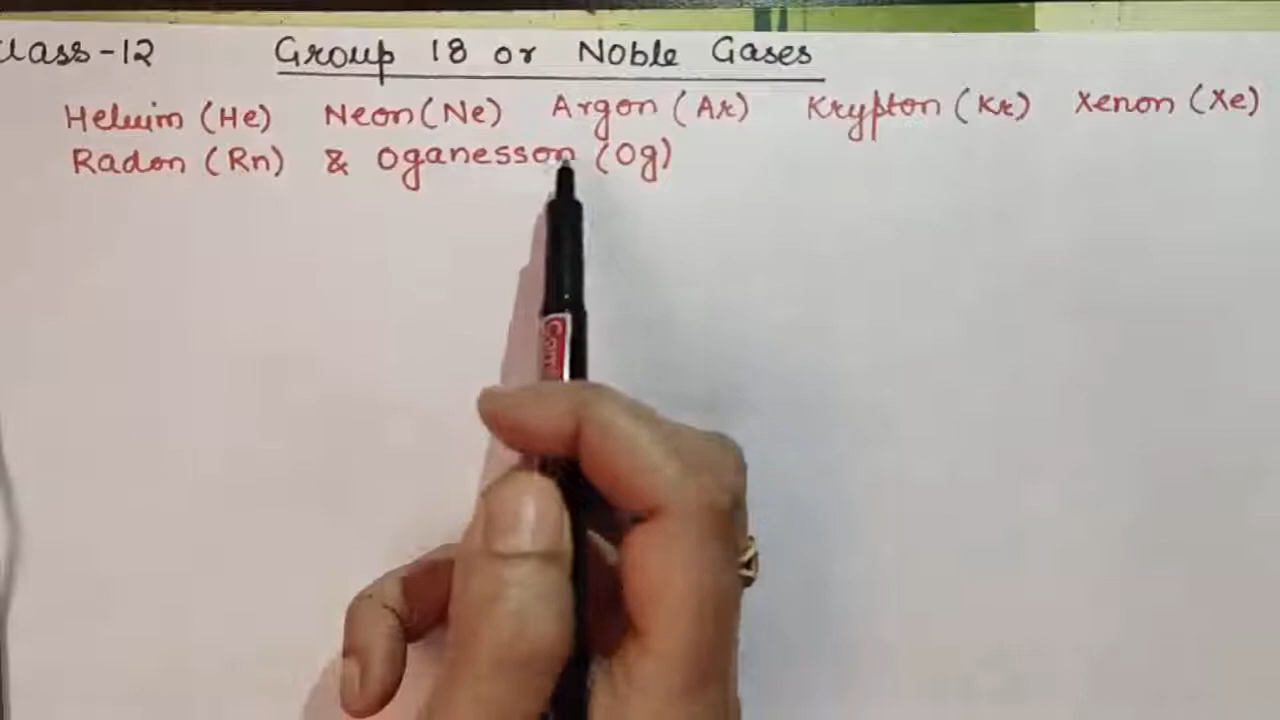 Class-12 Group 18 or Noble Gases
Heluim (He) Neon (Ne) Argon (Ar) Krypton (Kr) Xenon (Xe)
Radon (Rn) & Oganesson (Og)